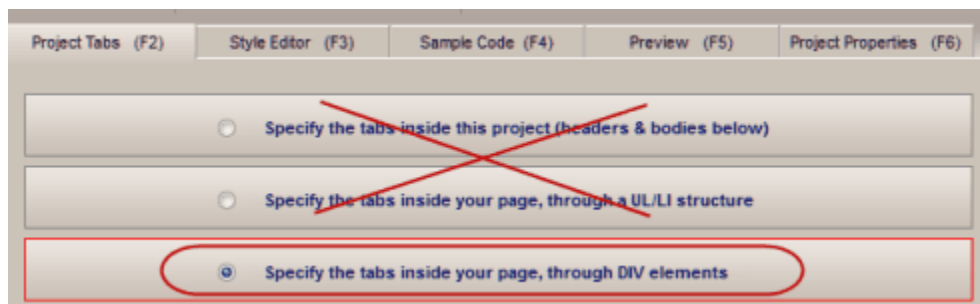 Project Tabs (F2) Style Editor (F3) Sample Code (F4) Preview (F5) Project Properties (F6)
Specify the tabs inside this project (headers & bodies below)
Specify the tabs inside your page, through a UL/LI structure
Specify the tabs inside your page, through DIV elements